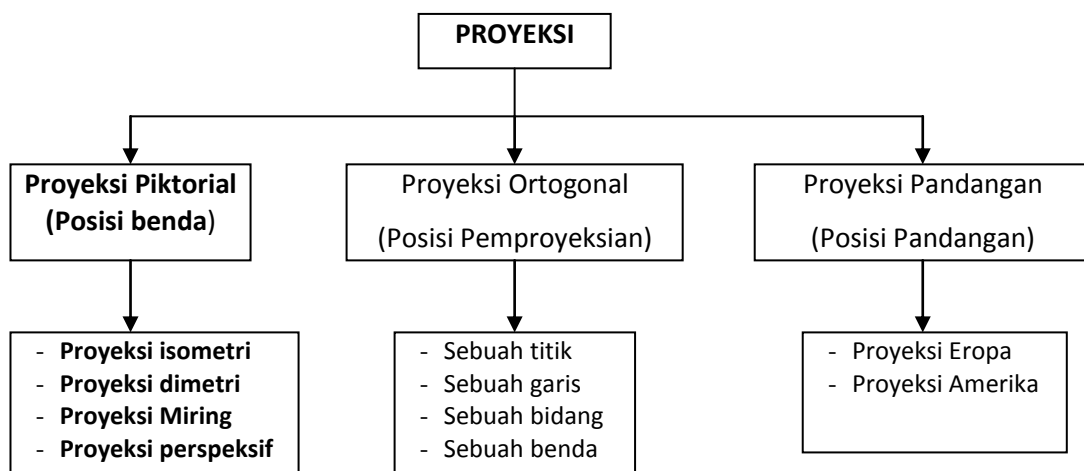 PROYEKSI
Proyeksi Piktorial
(Posisi benda)
Proyeksi Ortogonal
(Posisi Pemproyeksian)
Proyeksi Pandangan
(Posisi Pandangan)
- Proyeksi isometri
- Proyeksi dimetri
- Proyeksi Miring
- Proyeksi perspeksif
- Sebuah titik
- Sebuah garis
- Sebuah bidang
- Sebuah benda
- Proyeksi Eropa
- Proyeksi Amerika